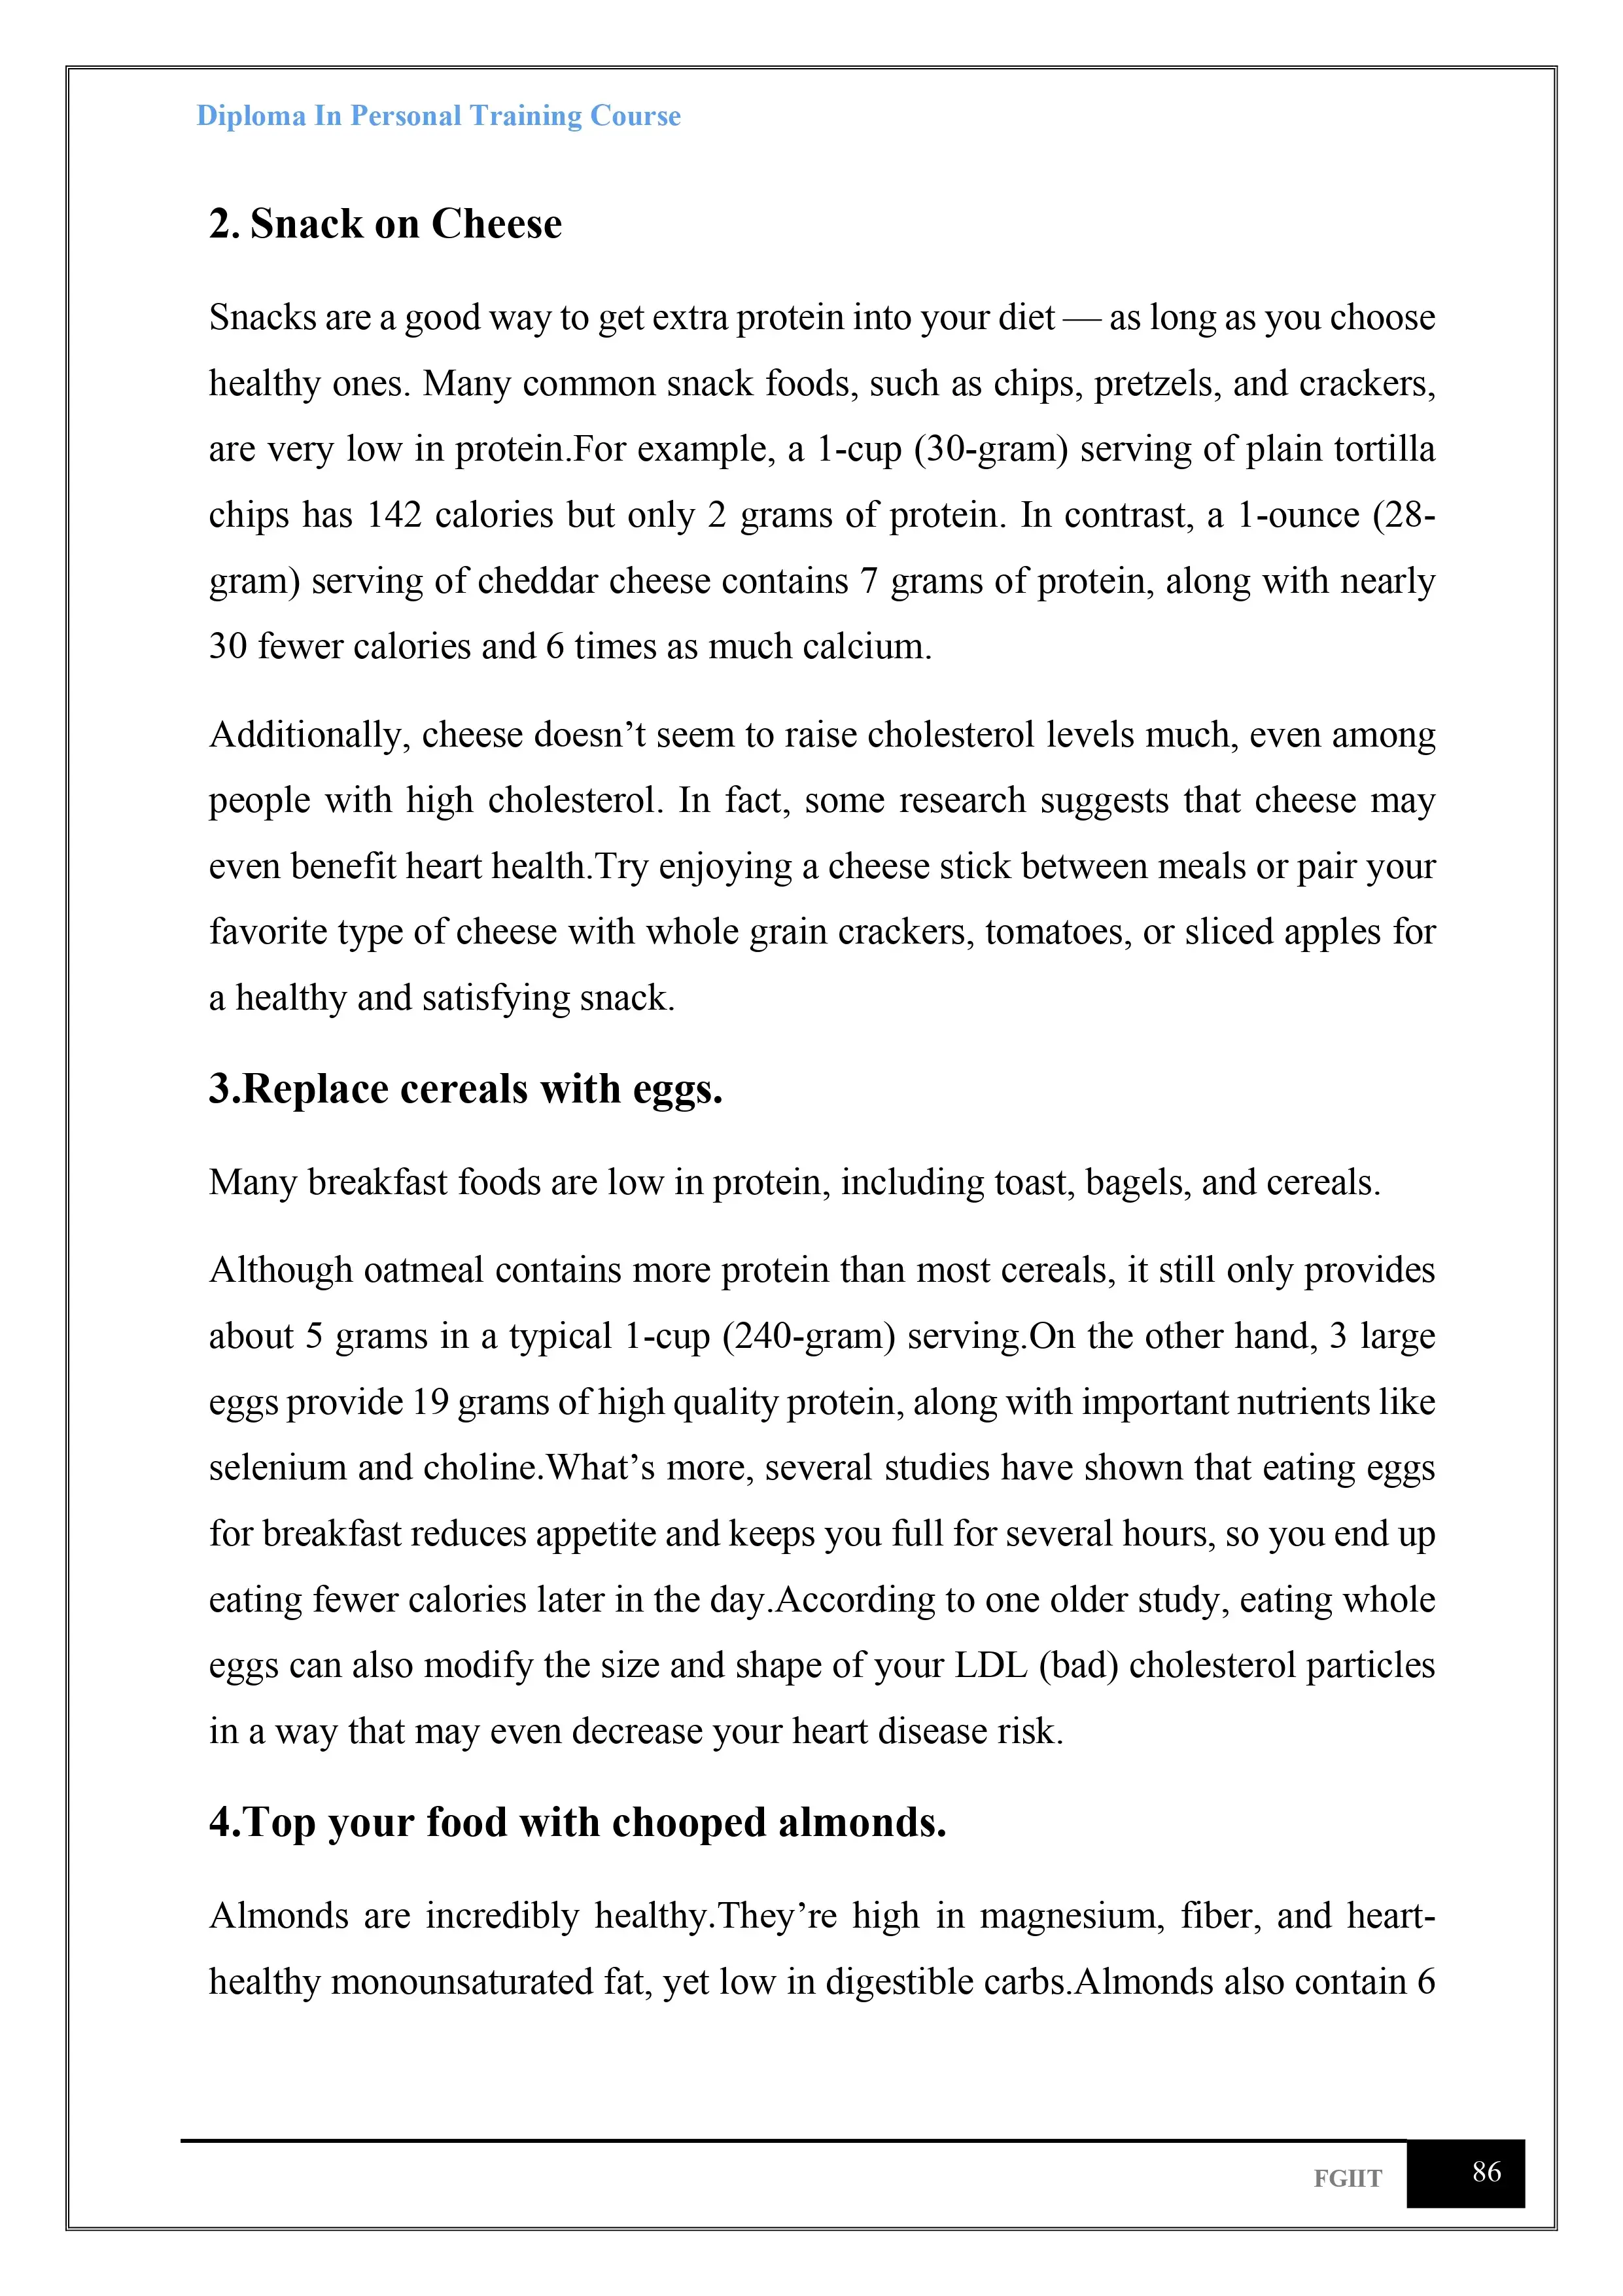 Diploma In Personal Training Course
2. Snack on Cheese
Snacks are a good way to get extra protein into your diet — as long as you choose
healthy ones. Many common snack foods, such as chips, pretzels, and crackers,
are very low in protein.For example, a 1-cup (30-gram) serving of plain tortilla
chips has 142 calories but only 2 grams of protein. In contrast, a 1-ounce (28-
gram) serving of cheddar cheese contains 7 grams of protein, along with nearly
30 fewer calories and 6 times as much calcium.
Additionally, cheese doesn’t seem to raise cholesterol levels much, even among
people with high cholesterol. In fact, some research suggests that cheese may
even benefit heart health.Try enjoying a cheese stick between meals or pair your
favorite type of cheese with whole grain crackers, tomatoes, or sliced apples for
a healthy and satisfying snack.
3.Replace cereals with eggs.
Many breakfast foods are low in protein, including toast, bagels, and cereals.
Although oatmeal contains more protein than most cereals, it still only provides
about 5 grams in a typical 1-cup (240-gram) serving.On the other hand, 3 large
eggs provide 19 grams of high quality protein, along with important nutrients like
selenium and choline.What’s more, several studies have shown that eating eggs
for breakfast reduces appetite and keeps you full for several hours, so you end up
eating fewer calories later in the day.According to one older study, eating whole
eggs can also modify the size and shape of your LDL (bad) cholesterol particles
in a way that may even decrease your heart disease risk.
4.Top your food with chooped almonds.
Almonds are incredibly healthy.They’re high in magnesium, fiber, and heart-
healthy monounsaturated fat, yet low in digestible carbs.Almonds also contain 6
FGIIT 86